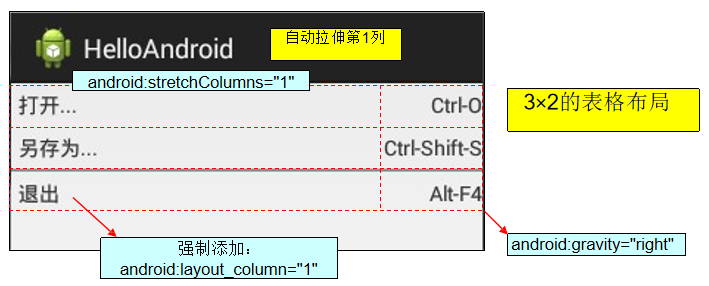 HelloAndroid
自动拉伸第1列
android:stretchColumns="1"
打开...
Ctrl-O
另存为...
Ctrl-Shift-S
退出
Alt-F4
3×2的表格布局
强制添加:
android:layout_column="1"
android:gravity="right"